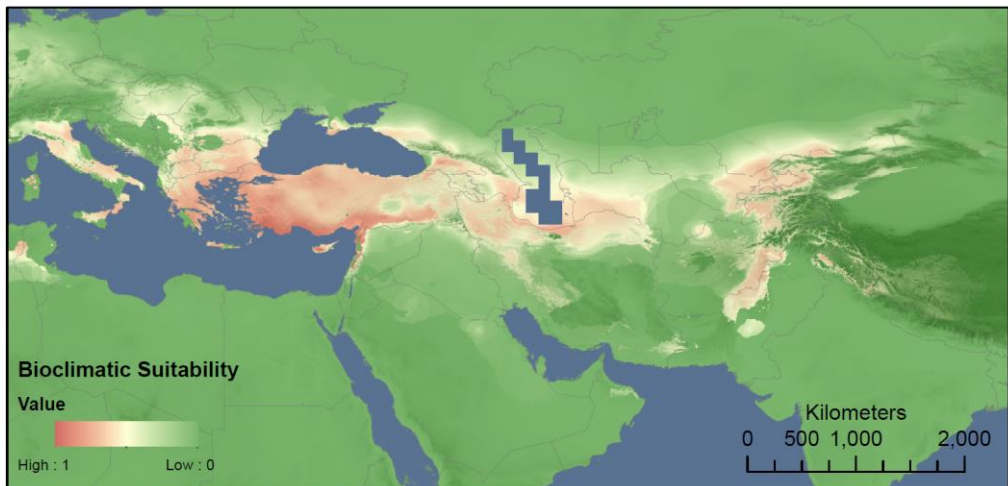 Bioclimatic Suitability
Value
High : 1 Low : 0
Kilometers
0 500 1,000 2,000